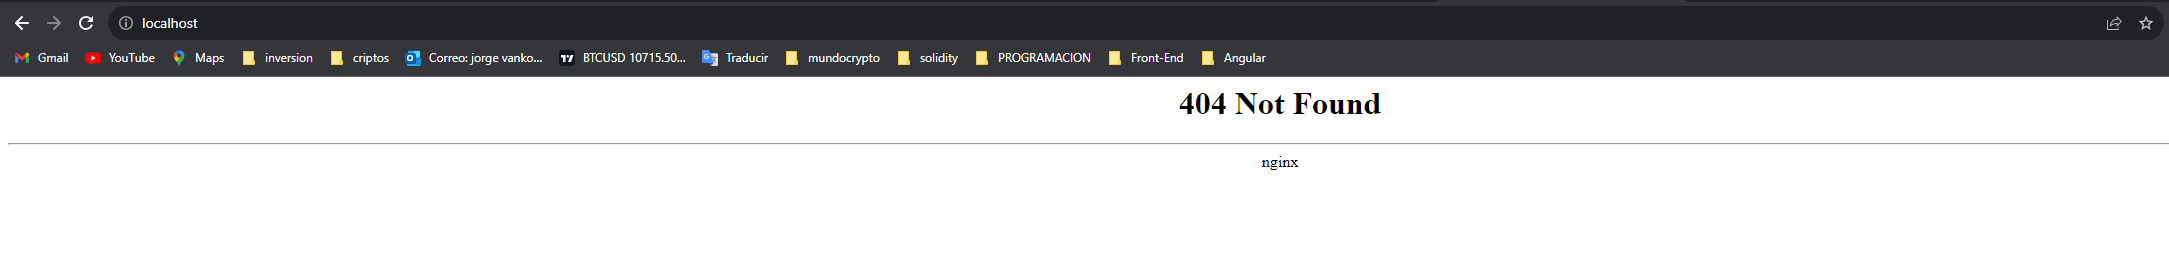 localhost
Gmail YouTube Maps inversion criptos Correo: jorge vanko... BTCUSD 10715.50... Traducir mundocrypto solidity PROGRAMACION Front-End Angular
404 Not Found
nginx